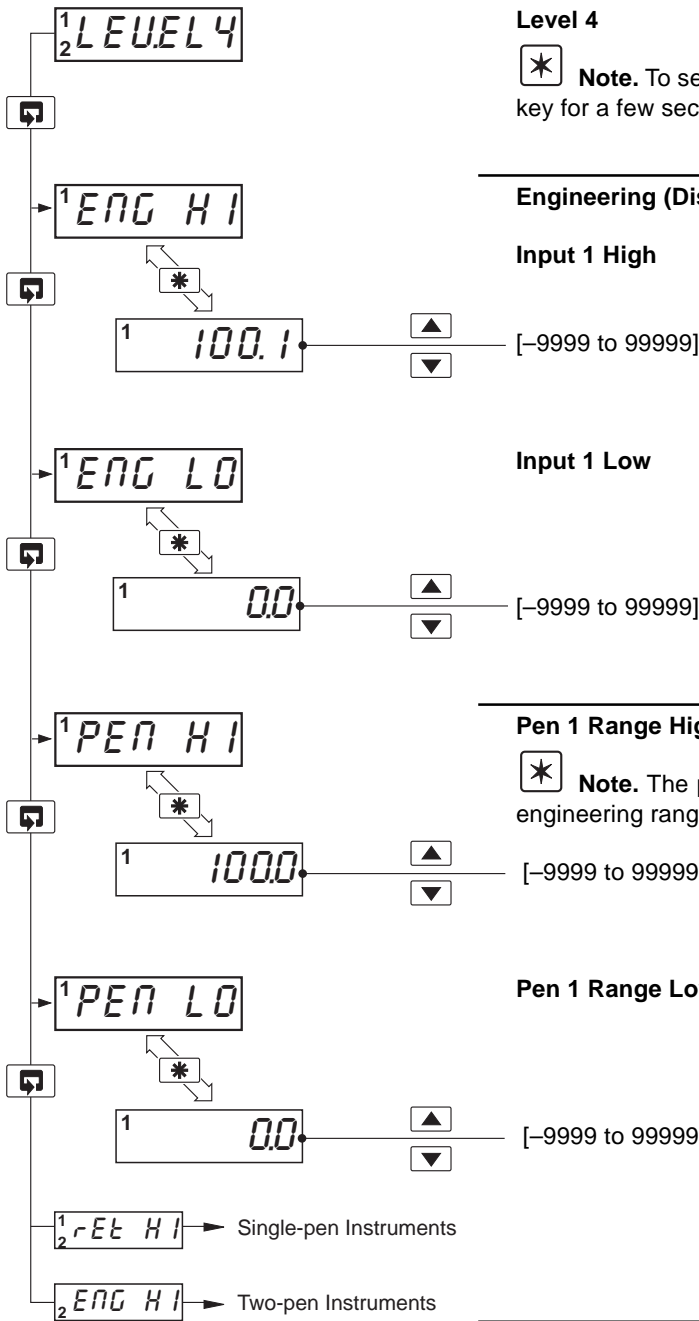 1 2 LEV.EL 4
Level 4
Note. To se
key for a few sec
1 ENG HI
Engineering (Dis
Input 1 High
1 100.1
[–9999 to 99999]
1 ENG LO
Input 1 Low
1 0.0
[–9999 to 99999]
1 PEN HI
Pen 1 Range Hig
Note. The p
engineering rang
1 100.0
[–9999 to 99999
1 PEN LO
Pen 1 Range Lo
1 0.0
[–9999 to 99999
1 2 rEt HI
Single-pen Instruments
2 ENG HI
Two-pen Instruments